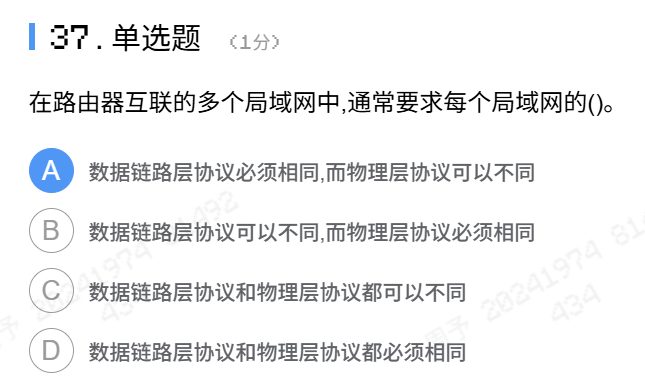 37.单选题 （1分）
在路由器互联的多个局域网中,通常要求每个局域网的()。
A 数据链路层协议必须相同,而物理层协议可以不同
B 数据链路层协议可以不同,而物理层协议必须相同
C 数据链路层协议和物理层协议都可以不同
D 数据链路层协议和物理层协议都必须相同